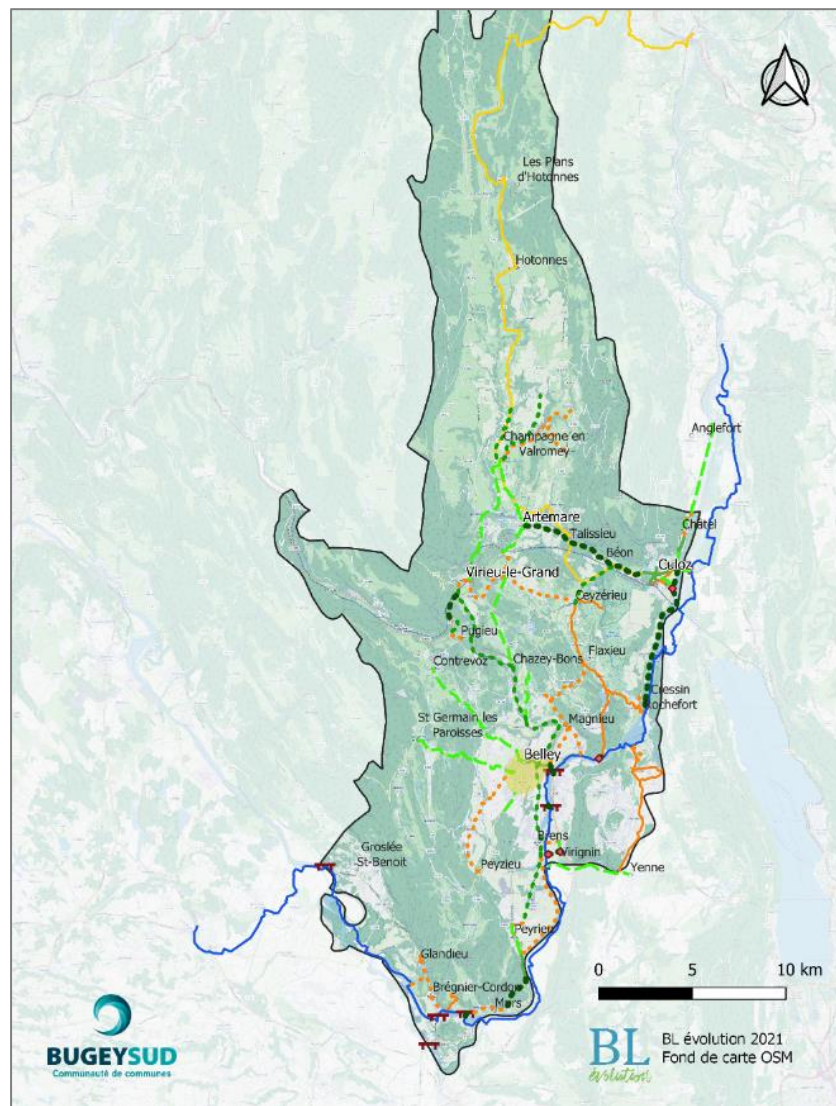 Les Plans
d'Hotonnes
Hotonnes
Anglefort
Champagne en
Valromey
Artemare
Châtel
Talissieu
Béon
Culoz
Virieu-le-Grand
Ceyzérieu
Pugieu
Flaxieu
Contrevoz
Chazey-Bons
Cressin
Rochefort
St Germain les
Paroisses
Magnieu
Belley
Brens
Groslée
St-Benoit
Virignin
Peyzieu
Yenne
Peyrieu
Glandieu
Brégnier-Cordon
Murs
0 5 10 km
BUGEYSUD
Communauté de communes
BL
évolution
BL évolution 2021
Fond de carte OSM